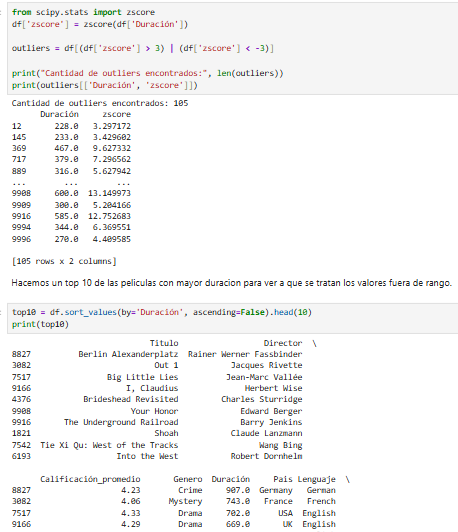 from scipy.stats import zscore
df['zscore'] = zscore(df['Duración'])
outliers = df[(df['zscore'] > 3) | (df['zscore'] < -3)]
print("Cantidad de outliers encontrados:", len(outliers))
print(outliers[['Duración', 'zscore']])
Cantidad de outliers encontrados: 105
Duración zscore
12 228.0 3.297172
145 233.0 3.429602
369 467.0 9.627332
717 379.0 7.296562
889 316.0 5.627942
... ... ...
9908 600.0 13.149973
9909 300.0 5.204166
9916 585.0 12.752683
9994 344.0 6.369551
9996 270.0 4.409585
[105 rows x 2 columns]
Hacemos un top 10 de las peliculas con mayor duracion para ver a que se tratan los valores fuera de rango.
top10 = df.sort_values(by='Duración', ascending=False).head(10)
print(top10)
Titulo Director \
8827 Berlin Alexanderplatz Rainer Werner Fassbinder
3082 Out 1 Jacques Rivette
7517 Big Little Lies Jean-Marc Vallée
9166 I, Claudius Herbert Wise
4376 Brideshead Revisited Charles Sturridge
9908 Your Honor Edward Berger
9916 The Underground Railroad Barry Jenkins
1821 Shoah Claude Lanzmann
7542 Tie Xi Qu: West of the Tracks Wang Bing
6193 Into the West Robert Dornhelm
Calificación_promedio Genero Duración Pais Lenguaje \
8827 4.23 Crime 907.0 Germany German
3082 4.06 Mystery 743.0 France French
7517 4.33 Drama 702.0 USA English
9166 4.29 Drama 669.0 UK English